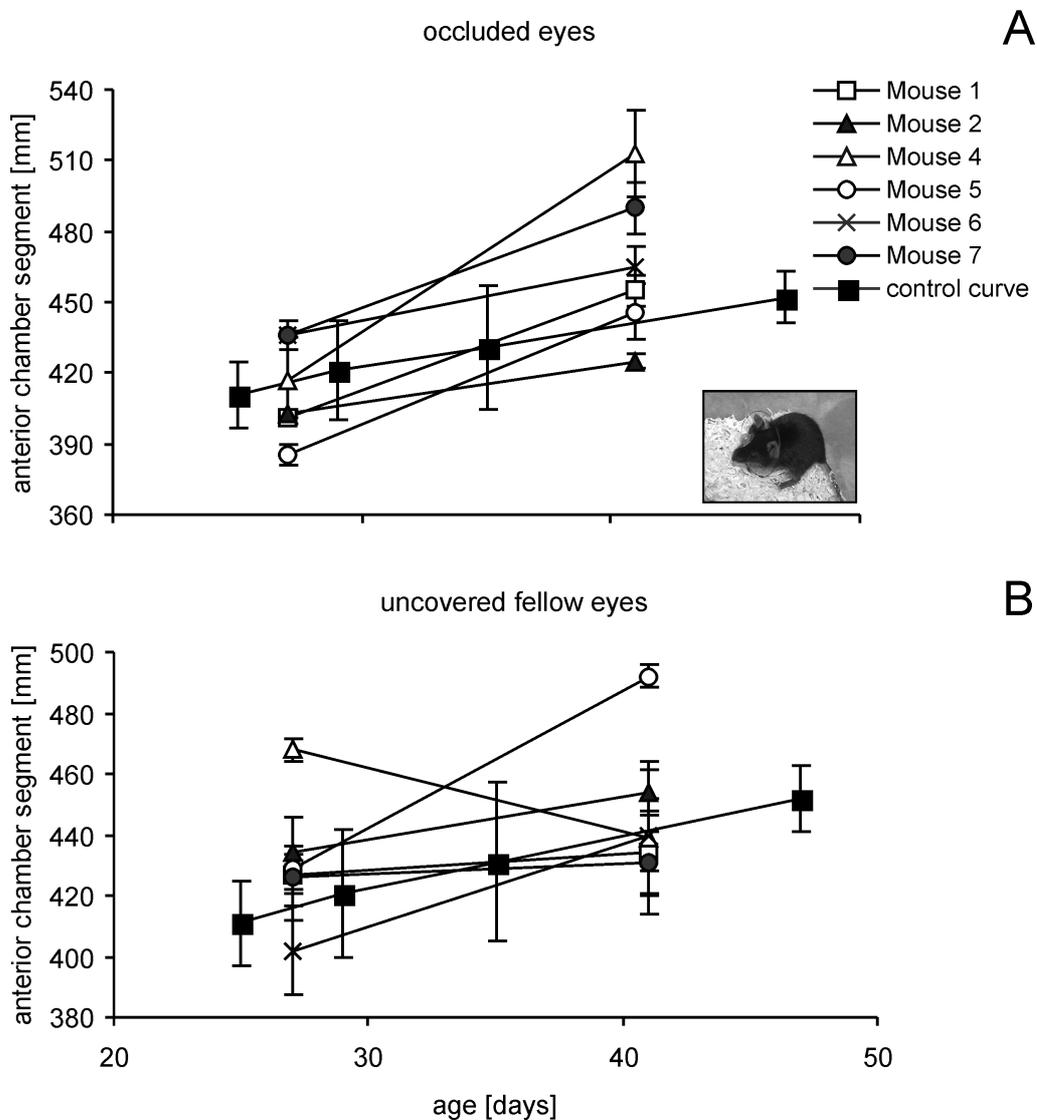 occluded eyes
A
anterior chamber segment [mm]
540
510
480
450
420
390
360
Mouse 1
Mouse 2
Mouse 4
Mouse 5
Mouse 6
Mouse 7
control curve
uncovered fellow eyes
B
anterior chamber segment [mm]
500
480
460
440
420
400
380
20 30 40 50
age [days]